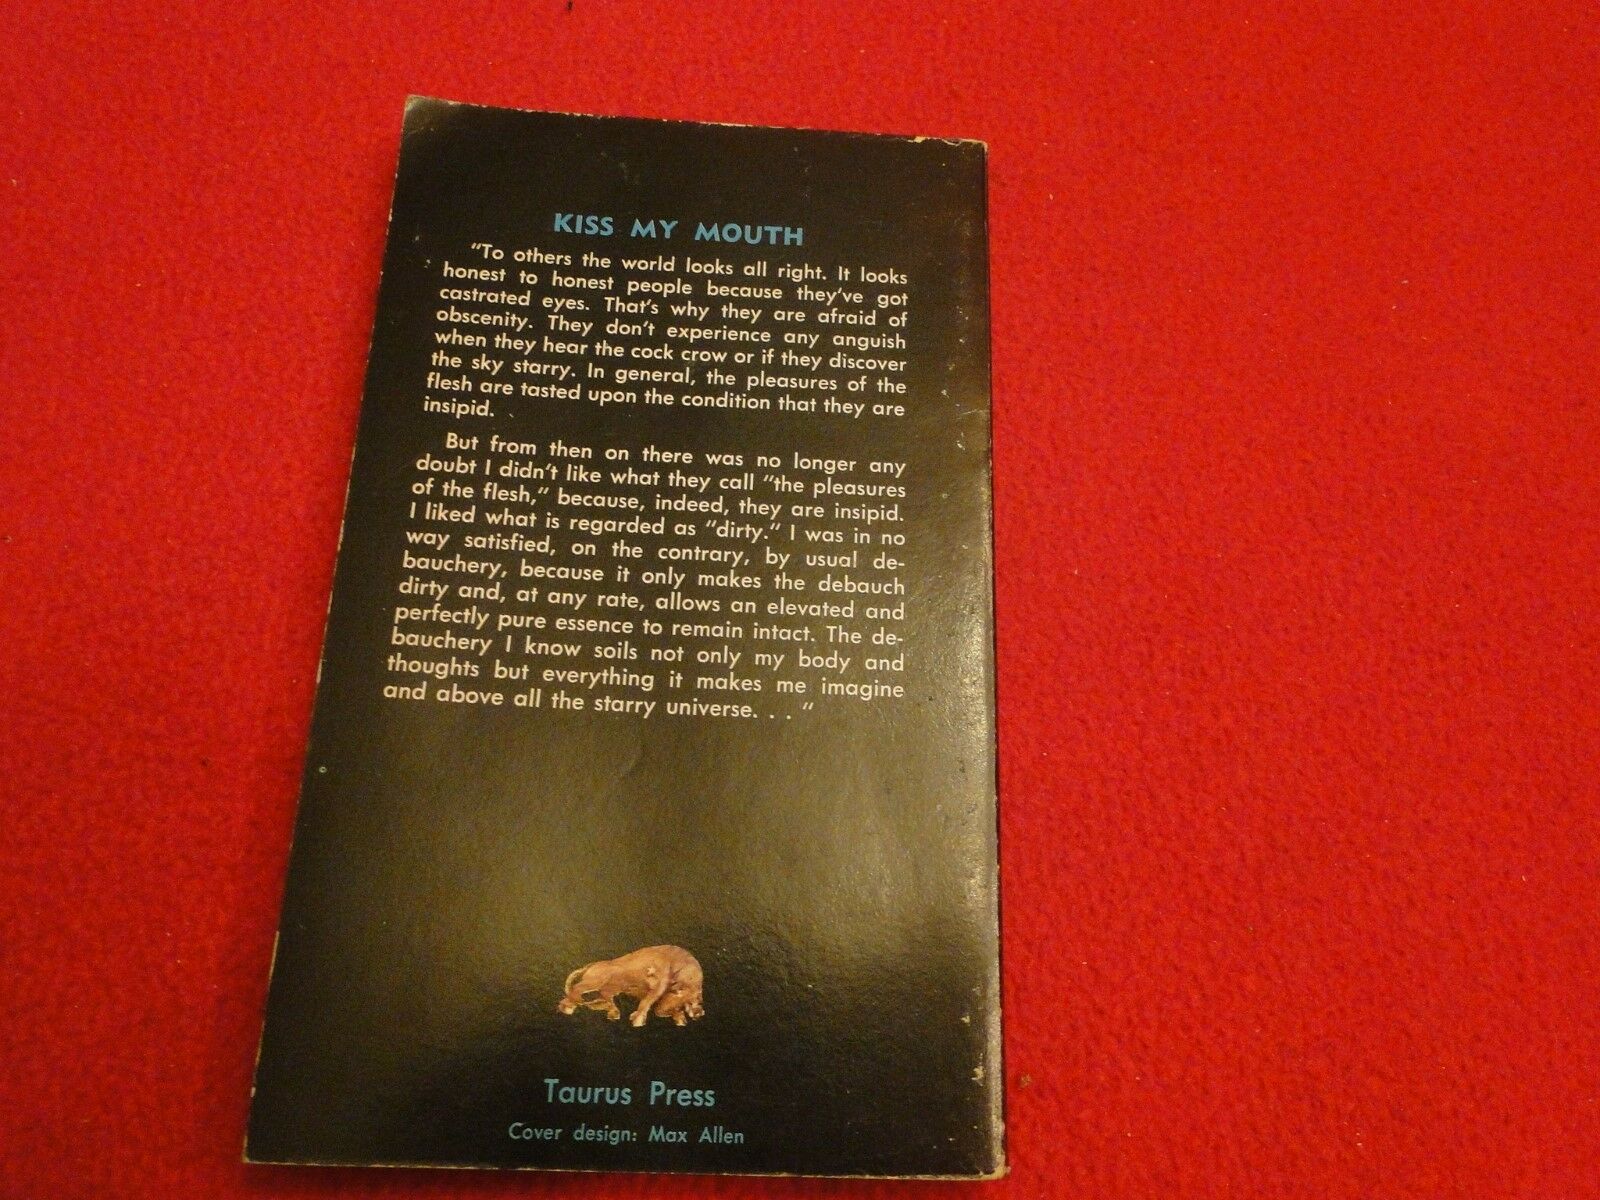 KISS MY MOUTH
"To others the world looks all right. It looks
honest to honest people because they've got
castrated eyes. That's why they are afraid of
obscenity. They don't experience any anguish
when they hear the cock crow or if they discover
the sky starry. In general, the pleasures of the
flesh are tasted upon the condition that they are
insipid.
But from then on there was no longer any
doubt I didn't like what they call "the pleasures
of the flesh," because, indeed, they are insipid.
I liked what is regarded as "dirty." I was in no
way satisfied, on the contrary, by usual de-
bauchery, because it only makes the debauch
dirty and, at any rate, allows an elevated and
perfectly pure essence to remain intact. The de-
bauchery I know soils not only my body and
thoughts but everything it makes me imagine
and above all the starry universe. . . "
Taurus Press
Cover design: Max Allen